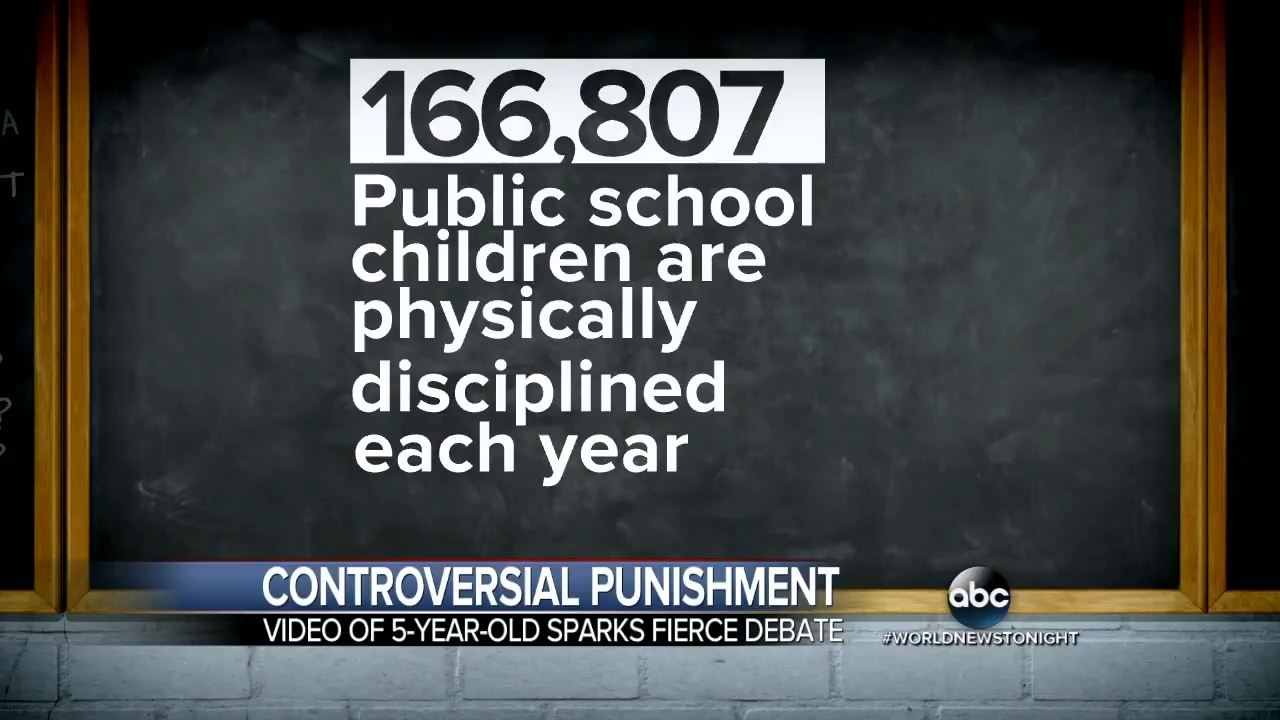 166,807
Public school
children are
physically
disciplined
each year
CONTROVERSIAL PUNISHMENT
VIDEO OF 5-YEAR-OLD SPARKS FIERCE DEBATE
abc
#WORLDNEWSTONIGHT
A
T